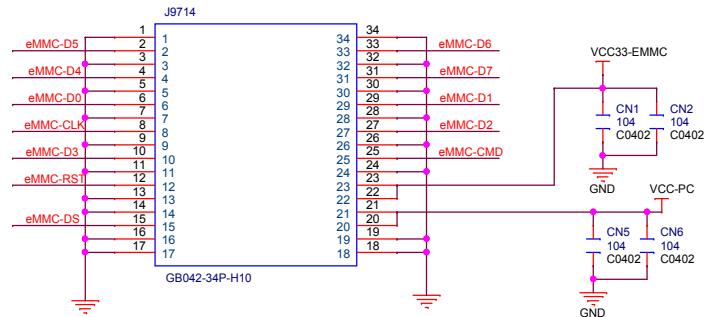 J9714
1 1 34 34
eMMC-D5 2 2 33 33 eMMC-D6
3 3 32 32
eMMC-D4 4 4 31 31 eMMC-D7
5 5 30 30
eMMC-D0 6 6 29 29 eMMC-D1
7 7 28 28
eMMC-CLK 8 8 27 27 eMMC-D2
9 9 26 26
eMMC-D3 10 10 25 25 eMMC-CMD
11 11 24 24
eMMC-RST 12 12 23 23
13 13 22 22
14 14 21 21
eMMC-DS 15 15 20 20
16 16 19 19
17 17 18 18
GB042-34P-H10
VCC33-EMMC
CN1 CN2
104 104
C0402 C0402
GND
VCC-PC
CN5 CN6
104 104
C0402 C0402
GND